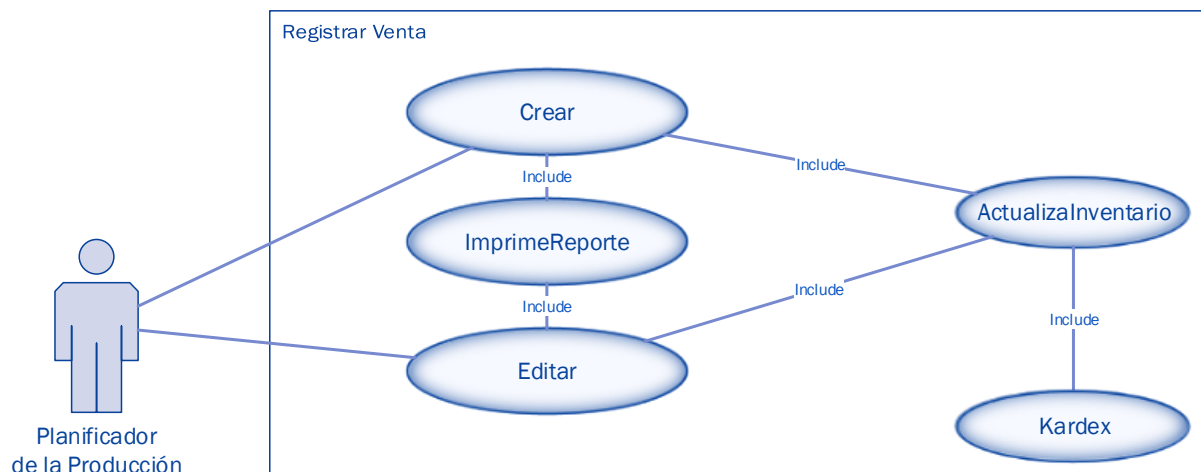 Registrar Venta
Crear
Include
Include
ActualizaInventario
ImprimeReporte
Include
Include
Include
Editar
Kardex
Planificador
de la Producción